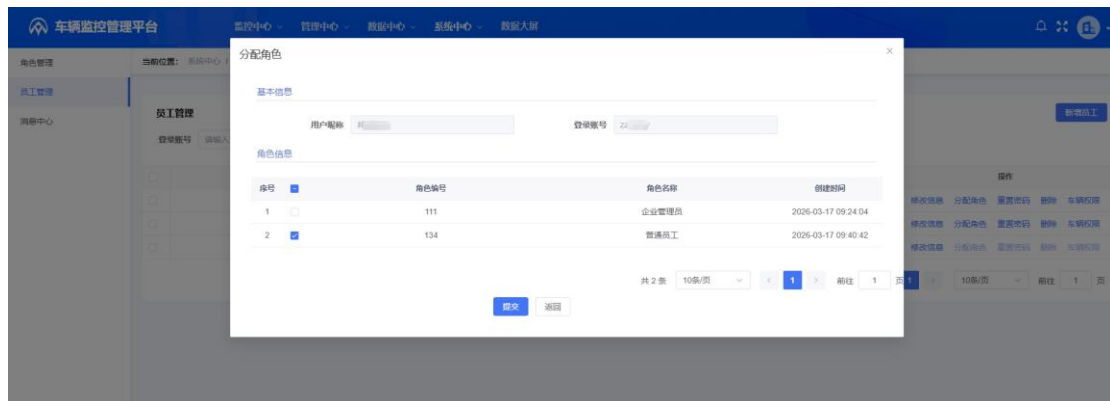 车辆监控管理平台 监控中心 管理中心 数据中心 系统中心 数据大屏
角色管理 当前位置： 系统中心 / 分配角色 ×
员工管理 基本信息
员工管理 新增员工
消息中心 用户昵称 登录账号
登录账号 请输入
角色信息
序号 角色编号 角色名称 创建时间 操作
1 111 企业管理员 2026-03-17 09:24:04 修改信息 分配角色 重置密码 删除 车辆权限
2 134 普通员工 2026-03-17 09:40:42 修改信息 分配角色 重置密码 删除 车辆权限
修改信息 分配角色 重置密码 删除 车辆权限
共 2 条 10条/页 < 1 > 前往 1 页 1 > 10条/页 前往 1 页
提交 返回